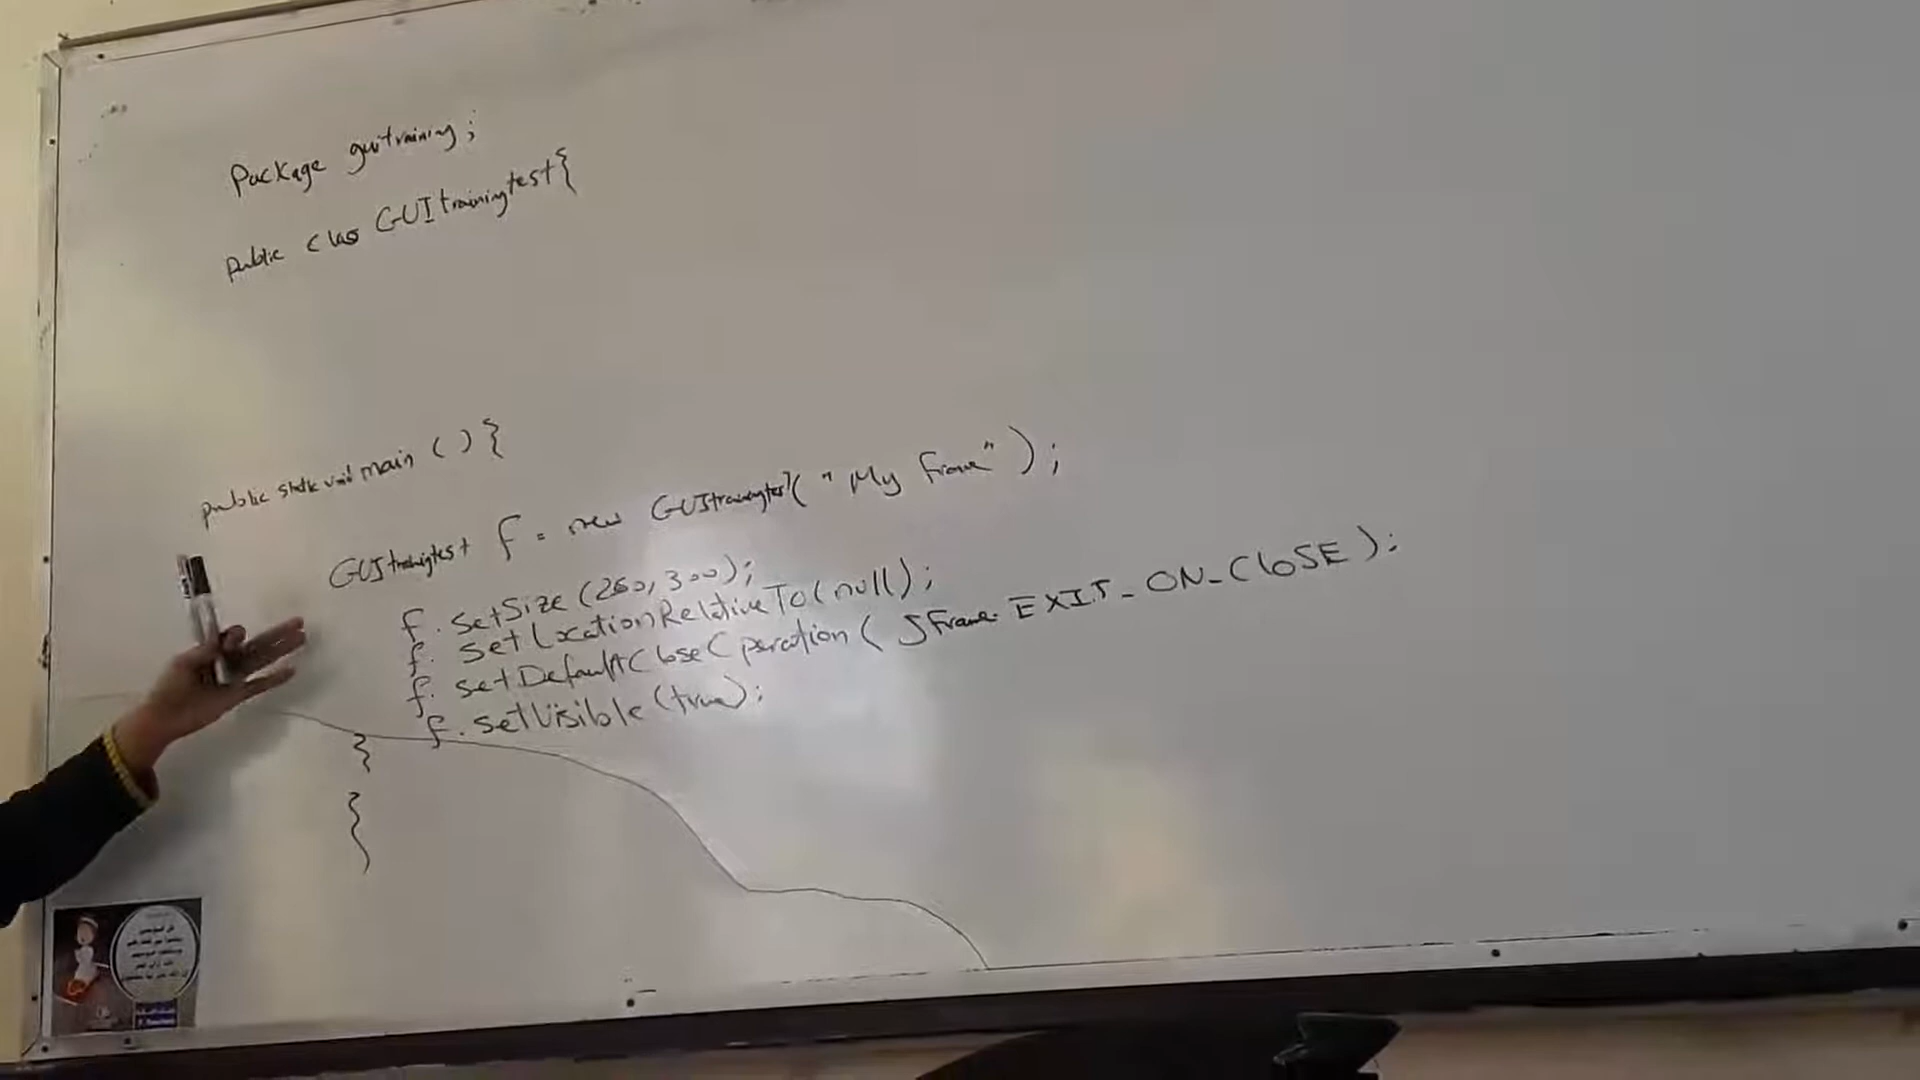 Package guitraining;
public class GUItrainingtest{
public static void main ( ) {
GUItrainingtest f = new GUItrainingtest ( " My Frame " ) ;
f. setSize (250, 300);
f. setLocationRelativeTo(null);
f. setDefaultCloseOperation ( JFrame. EXIT_ON_CloSE ) ;
f. setVisible (true);
}
}